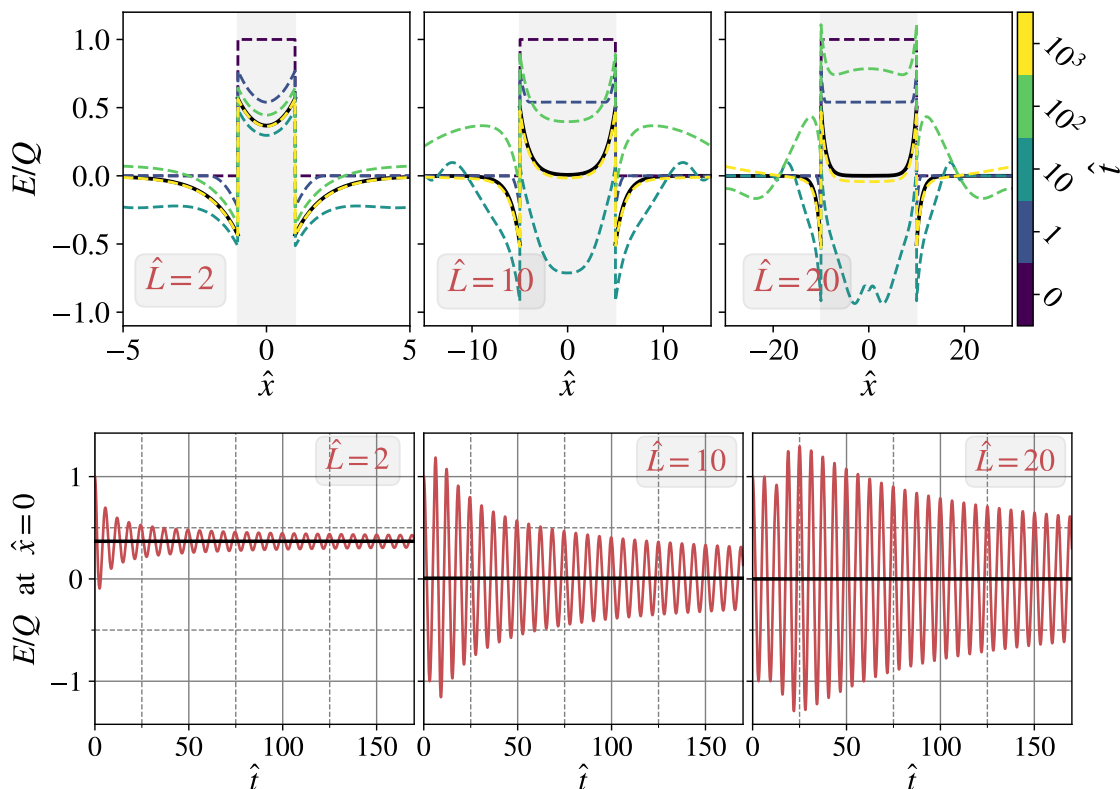 E/Q
1.0
0.5
0.0
−0.5
−1.0
L̂ = 2
L̂ = 10
L̂ = 20
−5 0 5
−10 0 10
−20 0 20
x̂ x̂ x̂
10³
10²
10
1
0
t̂
E/Q at x̂ = 0
1
0
−1
L̂ = 2
L̂ = 10
L̂ = 20
0 50 100 150
0 50 100 150
0 50 100 150
t̂ t̂ t̂